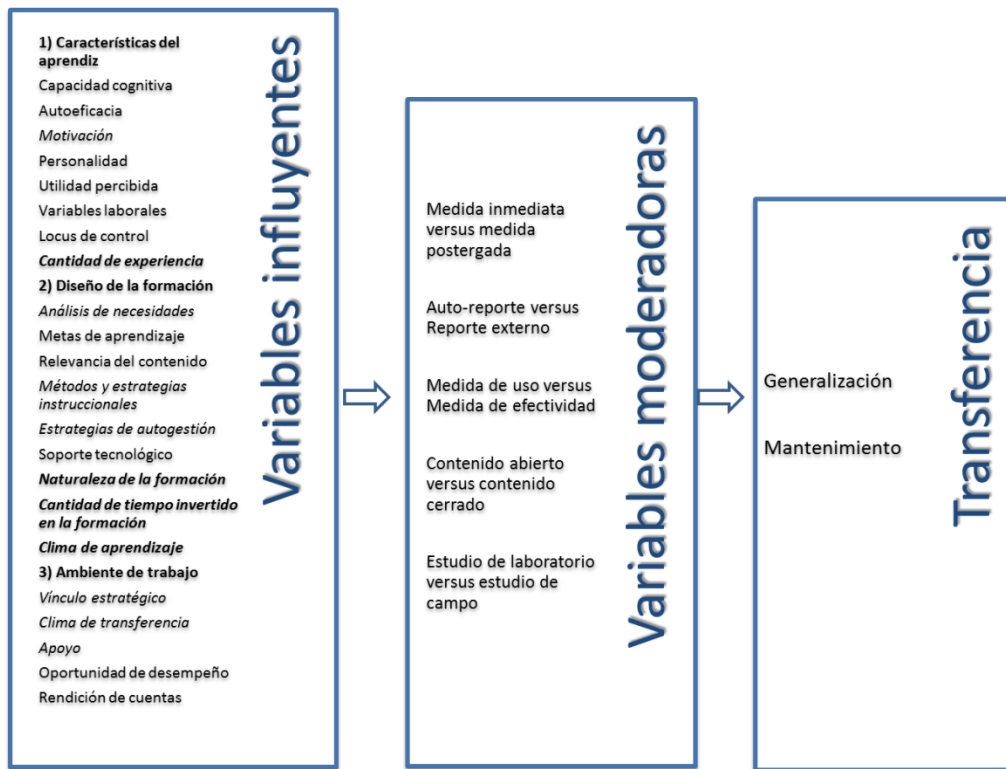 1) Características del
aprendiz
Capacidad cognitiva
Autoeficacia
Motivación
Personalidad
Utilidad percibida
Variables laborales
Locus de control
Cantidad de experiencia
2) Diseño de la formación
Análisis de necesidades
Metas de aprendizaje
Relevancia del contenido
Métodos y estrategias
instruccionales
Estrategias de autogestión
Soporte tecnológico
Naturaleza de la formación
Cantidad de tiempo invertido
en la formación
Clima de aprendizaje
3) Ambiente de trabajo
Vínculo estratégico
Clima de transferencia
Apoyo
Oportunidad de desempeño
Rendición de cuentas
Variables influyentes
Medida inmediata
versus medida
postergada
Auto-reporte versus
Reporte externo
Medida de uso versus
Medida de efectividad
Contenido abierto
versus contenido
cerrado
Estudio de laboratorio
versus estudio de
campo
Variables moderadoras
Generalización
Mantenimiento
Transferencia